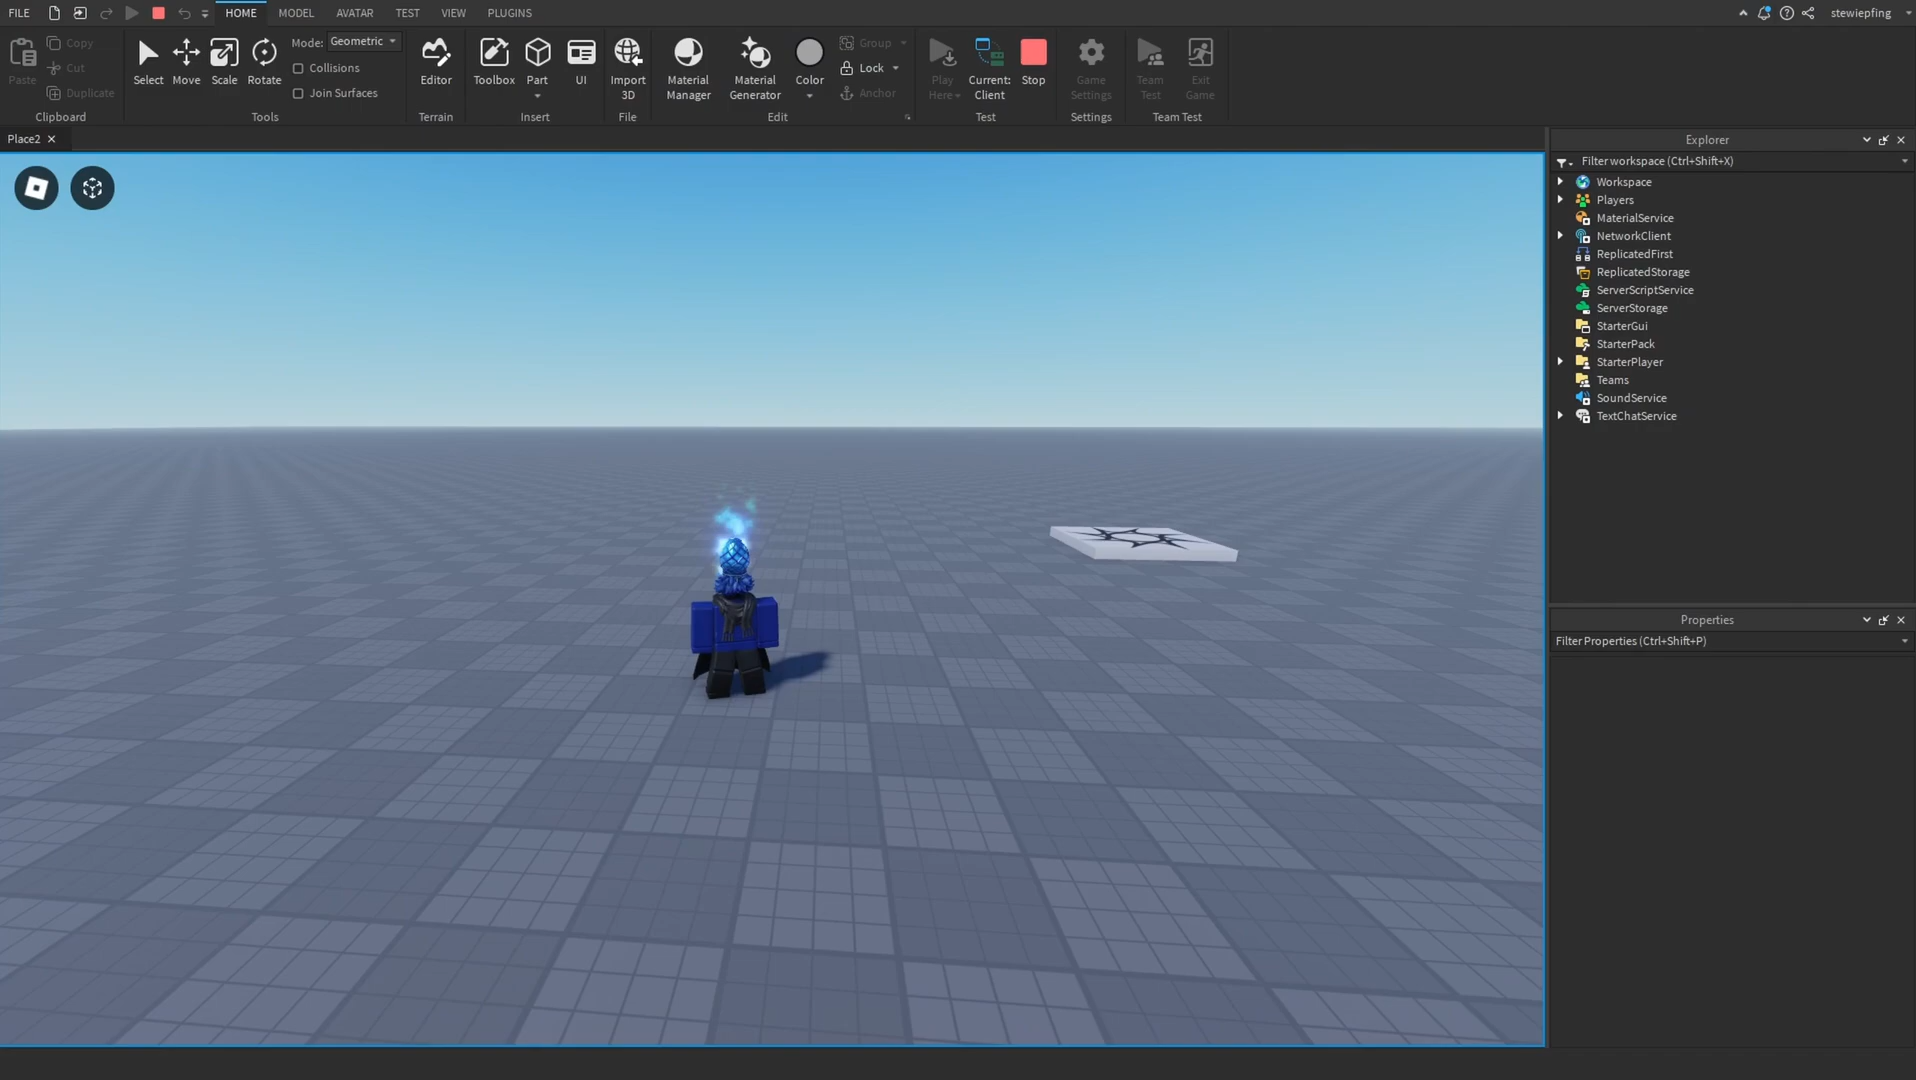 FILE HOME MODEL AVATAR TEST VIEW PLUGINS stewiepfing
Paste Copy Cut Duplicate
Clipboard
Select Move Scale Rotate
Mode: Geometric
Collisions
Join Surfaces
Tools
Editor
Terrain
Toolbox Part UI
Insert
Import
3D
File
Material
Manager
Material
Generator
Color
Group
Lock
Anchor
Edit
Play
Here
Current:
Client
Stop
Test
Game
Settings
Settings
Team
Test
Exit
Game
Team Test
Place2
Explorer
Filter workspace (Ctrl+Shift+X)
Workspace
Players
MaterialService
NetworkClient
ReplicatedFirst
ReplicatedStorage
ServerScriptService
ServerStorage
StarterGui
StarterPack
StarterPlayer
Teams
SoundService
TextChatService
Properties
Filter Properties (Ctrl+Shift+P)